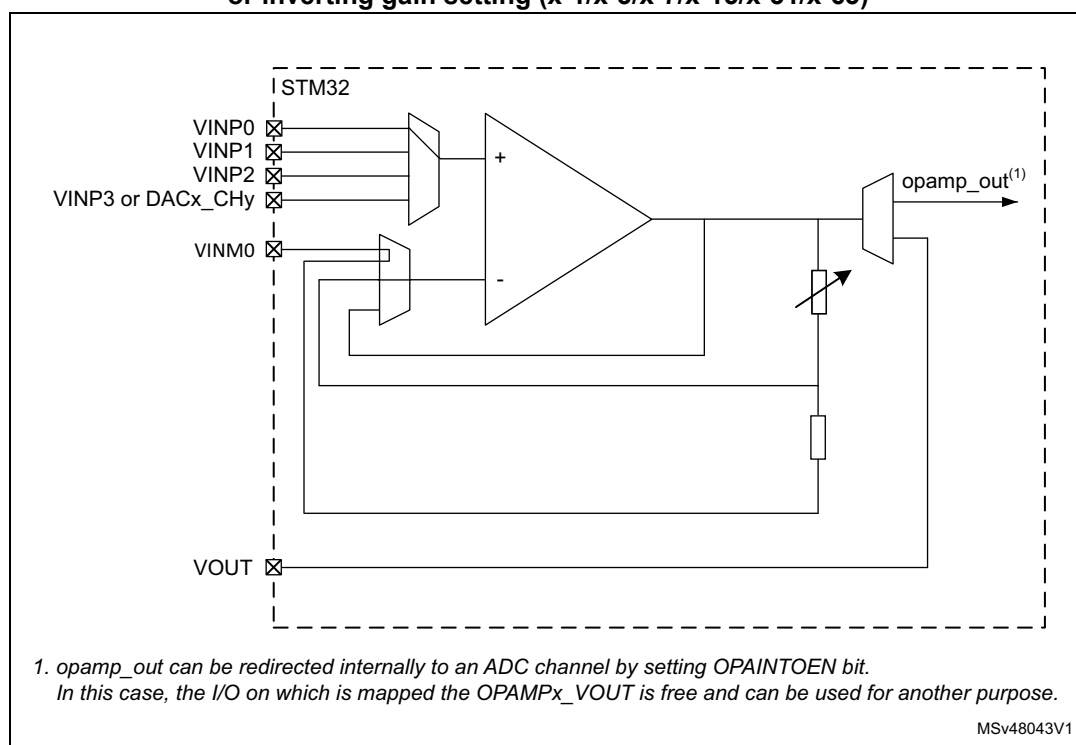 STM32
VINP0
VINP1
VINP2
VINP3 or DACx_CHy
VINM0
+
-
opamp_out(1)
VOUT
1. opamp_out can be redirected internally to an ADC channel by setting OPAINTOEN bit.
In this case, the I/O on which is mapped the OPAMPx_VOUT is free and can be used for another purpose.
MSv48043V1